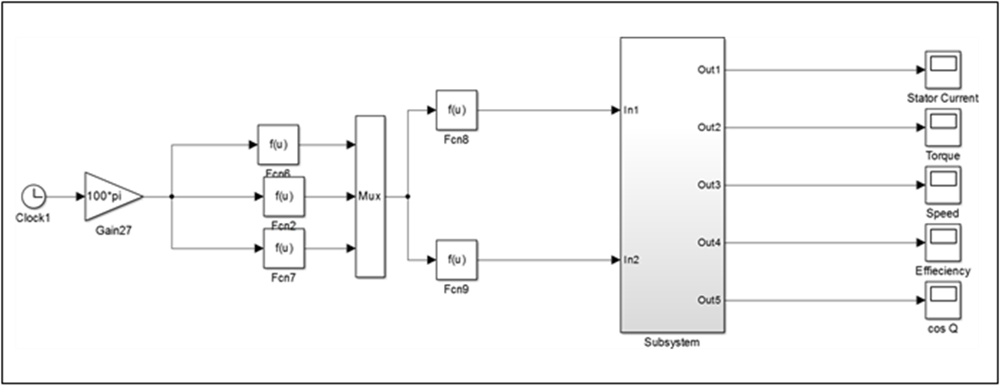 Clock1
100*pi
Gain27
f(u)
Fcn6
f(u)
Fcn2
f(u)
Fcn7
Mux
f(u)
Fcn8
f(u)
Fcn9
In1
In2
Out1
Out2
Out3
Out4
Out5
Subsystem
Stator Current
Torque
Speed
Effieciency
cos Q